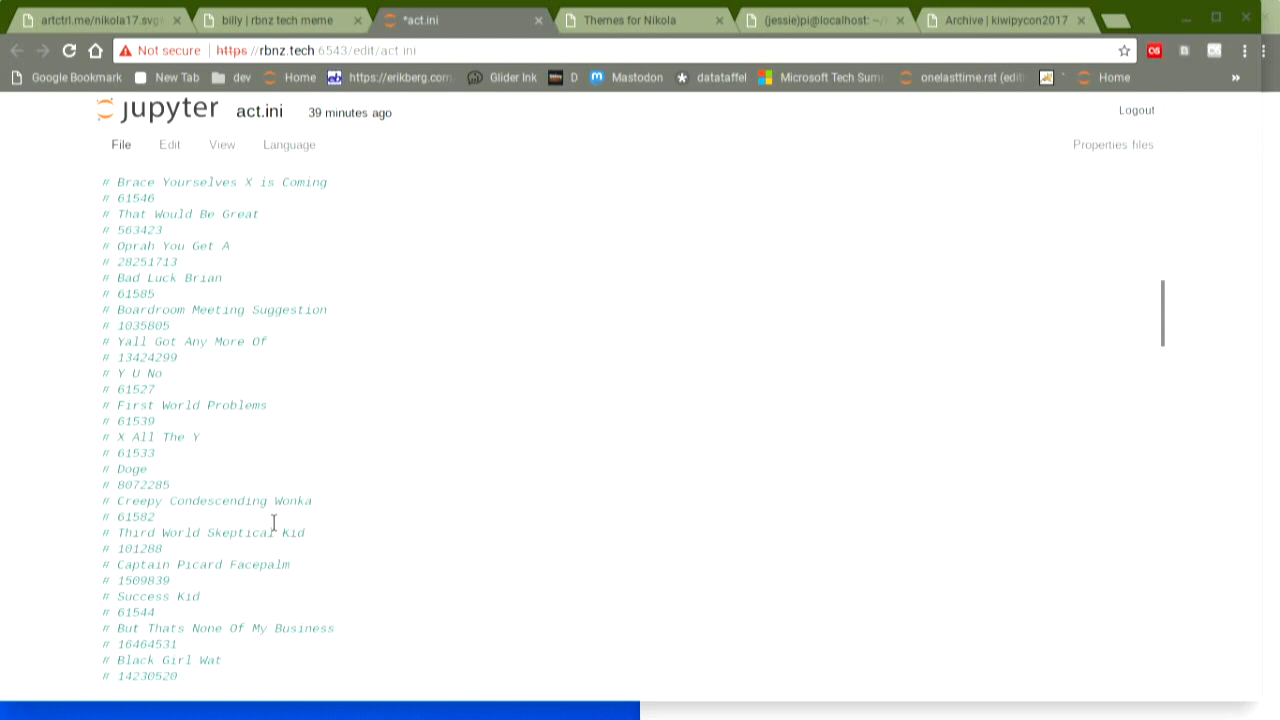 artctrl.me/nikola17.svg
billy | rbnz tech meme
*act.ini
Themes for Nikola
(jessie)pi@localhost: ~/
Archive | kiwipycon2017
Not secure
https://rbnz.tech:6543/edit/act.ini
Google Bookmark
New Tab
dev
Home
https://erikberg.com
Glider Ink
D
Mastodon
datataffel
Microsoft Tech Sum
onelasttime.rst (edit
Home
»
jupyter
act.ini
39 minutes ago
Logout
File
Edit
View
Language
Properties files
# Brace Yourselves X is Coming
# 61546
# That Would Be Great
# 563423
# Oprah You Get A
# 28251713
# Bad Luck Brian
# 61585
# Boardroom Meeting Suggestion
# 1035805
# Yall Got Any More Of
# 13424299
# Y U No
# 61527
# First World Problems
# 61539
# X All The Y
# 61533
# Doge
# 8072285
# Creepy Condescending Wonka
# 61582
# Third World Skeptical Kid
# 101288
# Captain Picard Facepalm
# 1509839
# Success Kid
# 61544
# But Thats None Of My Business
# 16464531
# Black Girl Wat
# 14230520